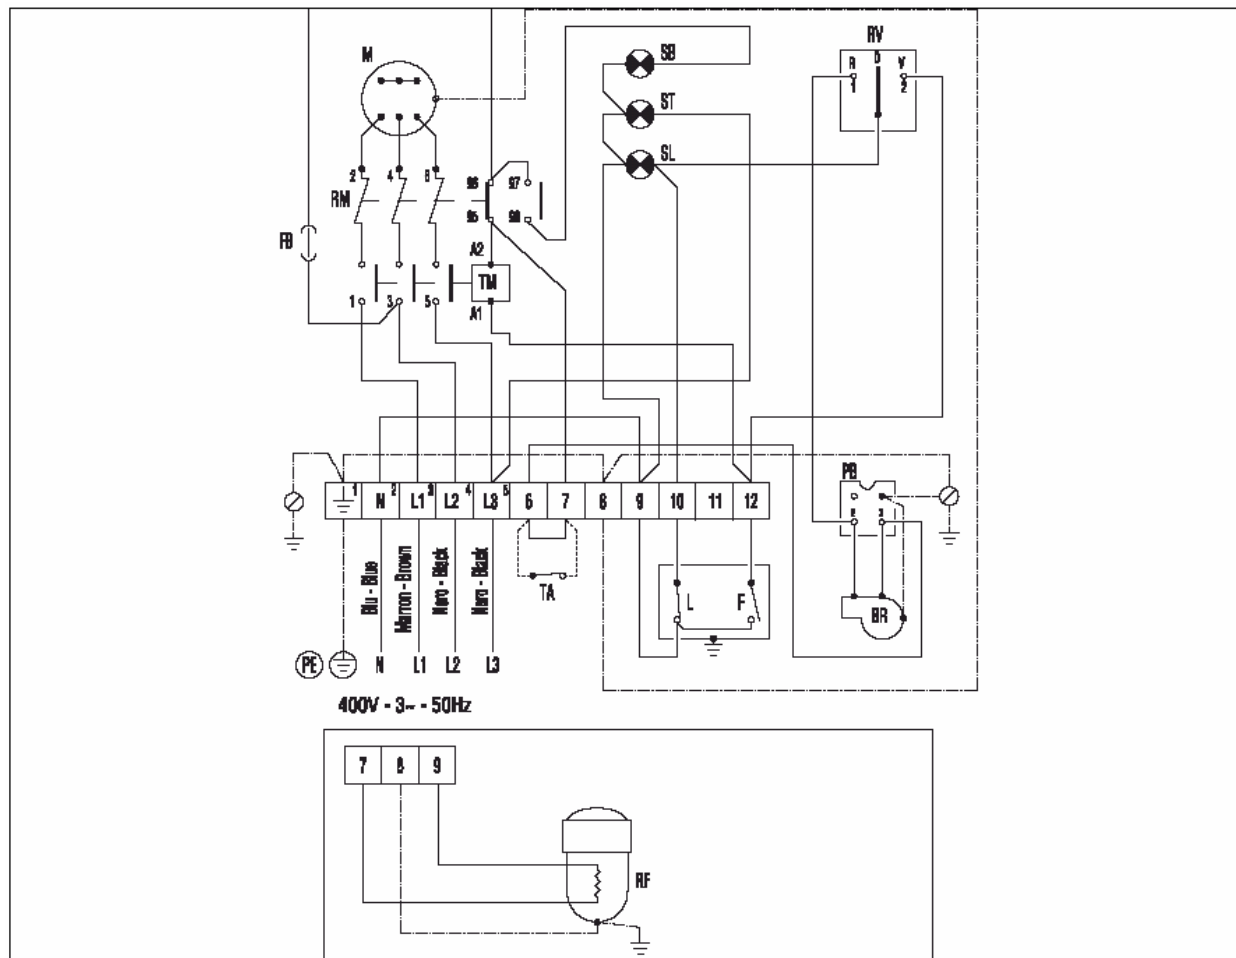 M
SB
RV
R 0 V
1 2
ST
SL
2 4 6
96 97
RM
95 98
FB
A2
TM
1 3 5
A1
PB
1 N 2 L1 3 L2 4 L3 5 6 7 8 9 10 11 12
2 3
Blu - Blue
Marron - Brown
Nero - Black
Nero - Black
TA
L F
BR
PE N L1 L2 L3
400V - 3~ - 50Hz
7 8 9
RF